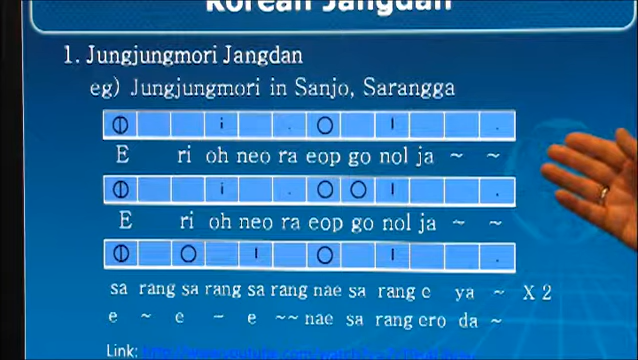 Korean Jangdan
1. Jungjungmori Jangdan
eg) Jungjungmori in Sanjo, Sarangga
E ri oh neo ra eop go nol ja ~ ~
E ri oh neo ra eop go nol ja ~ ~
sa rang sa rang sa rang nae sa rang e ya ~ X 2
e ~ e ~ e ~~ nae sa rang ero da ~
Link: